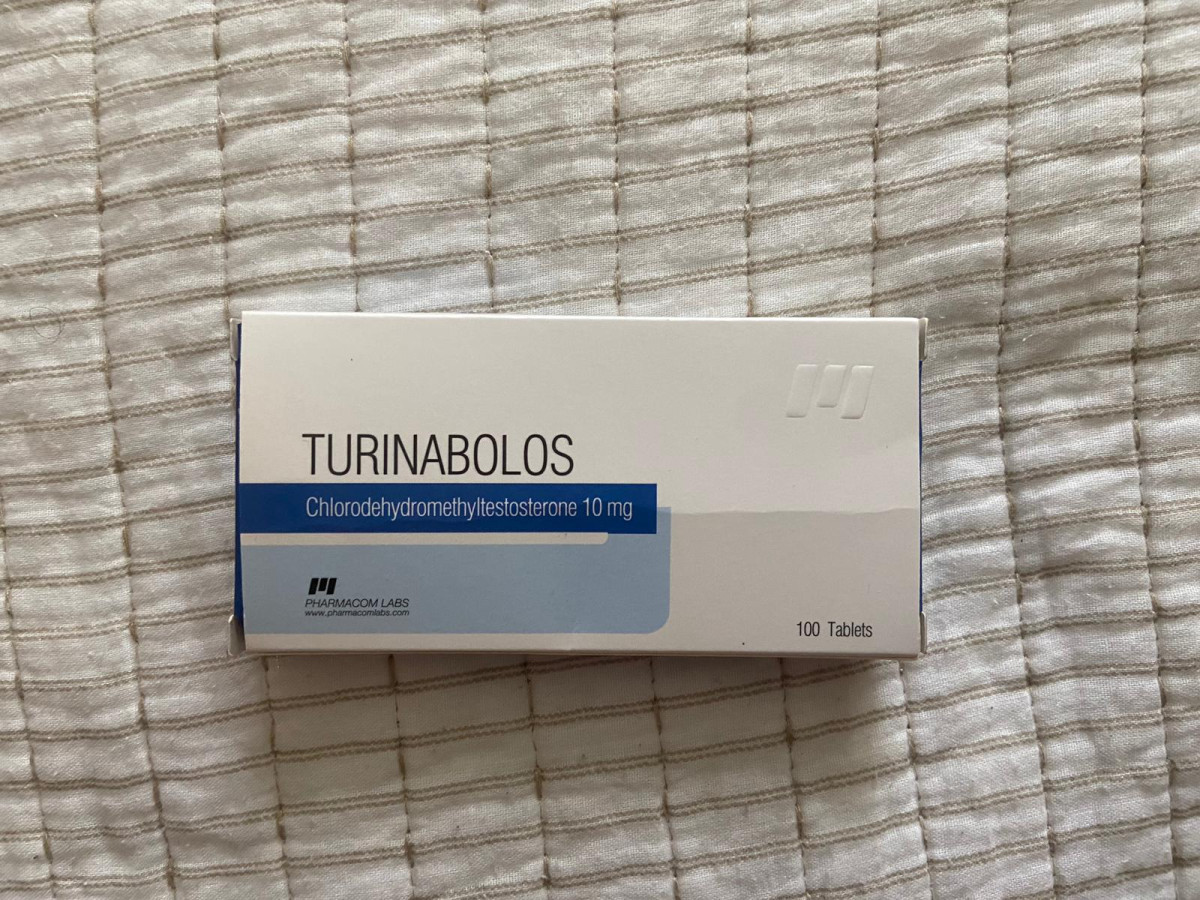 TURINABOLOS
Chlorodehydromethyltestosterone 10 mg
PHARMACOM LABS
www.pharmacomlabs.com
100 Tablets